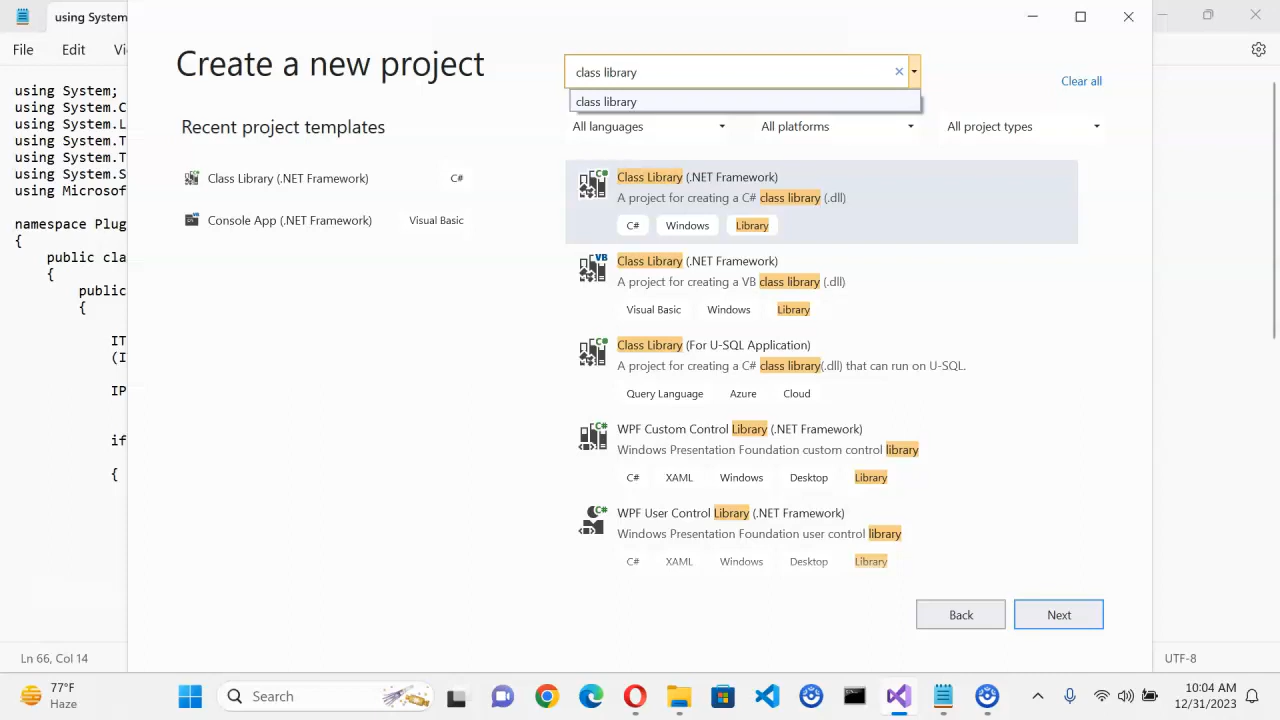 using System
File
Edit
Create a new project
class library
class library
Clear all
Recent project templates
All languages
All platforms
All project types
Class Library (.NET Framework)
C#
Console App (.NET Framework)
Visual Basic
Class Library (.NET Framework)
A project for creating a C# class library (.dll)
C#
Windows
Library
Class Library (.NET Framework)
A project for creating a VB class library (.dll)
Visual Basic
Windows
Library
Class Library (For U-SQL Application)
A project for creating a C# class library(.dll) that can run on U-SQL.
Query Language
Azure
Cloud
WPF Custom Control Library (.NET Framework)
Windows Presentation Foundation custom control library
C#
XAML
Windows
Desktop
Library
WPF User Control Library (.NET Framework)
Windows Presentation Foundation user control library
C#
XAML
Windows
Desktop
Library
Back
Next
using System;
using System.C
using System.L
using System.T
using System.T
using System.S
using Microsof
namespace Plug
{
public cla
{
public
{
IT
(I
IP
if
{
Ln 66, Col 14
UTF-8
77°F
Haze
Search
10:04 AM
12/31/2023